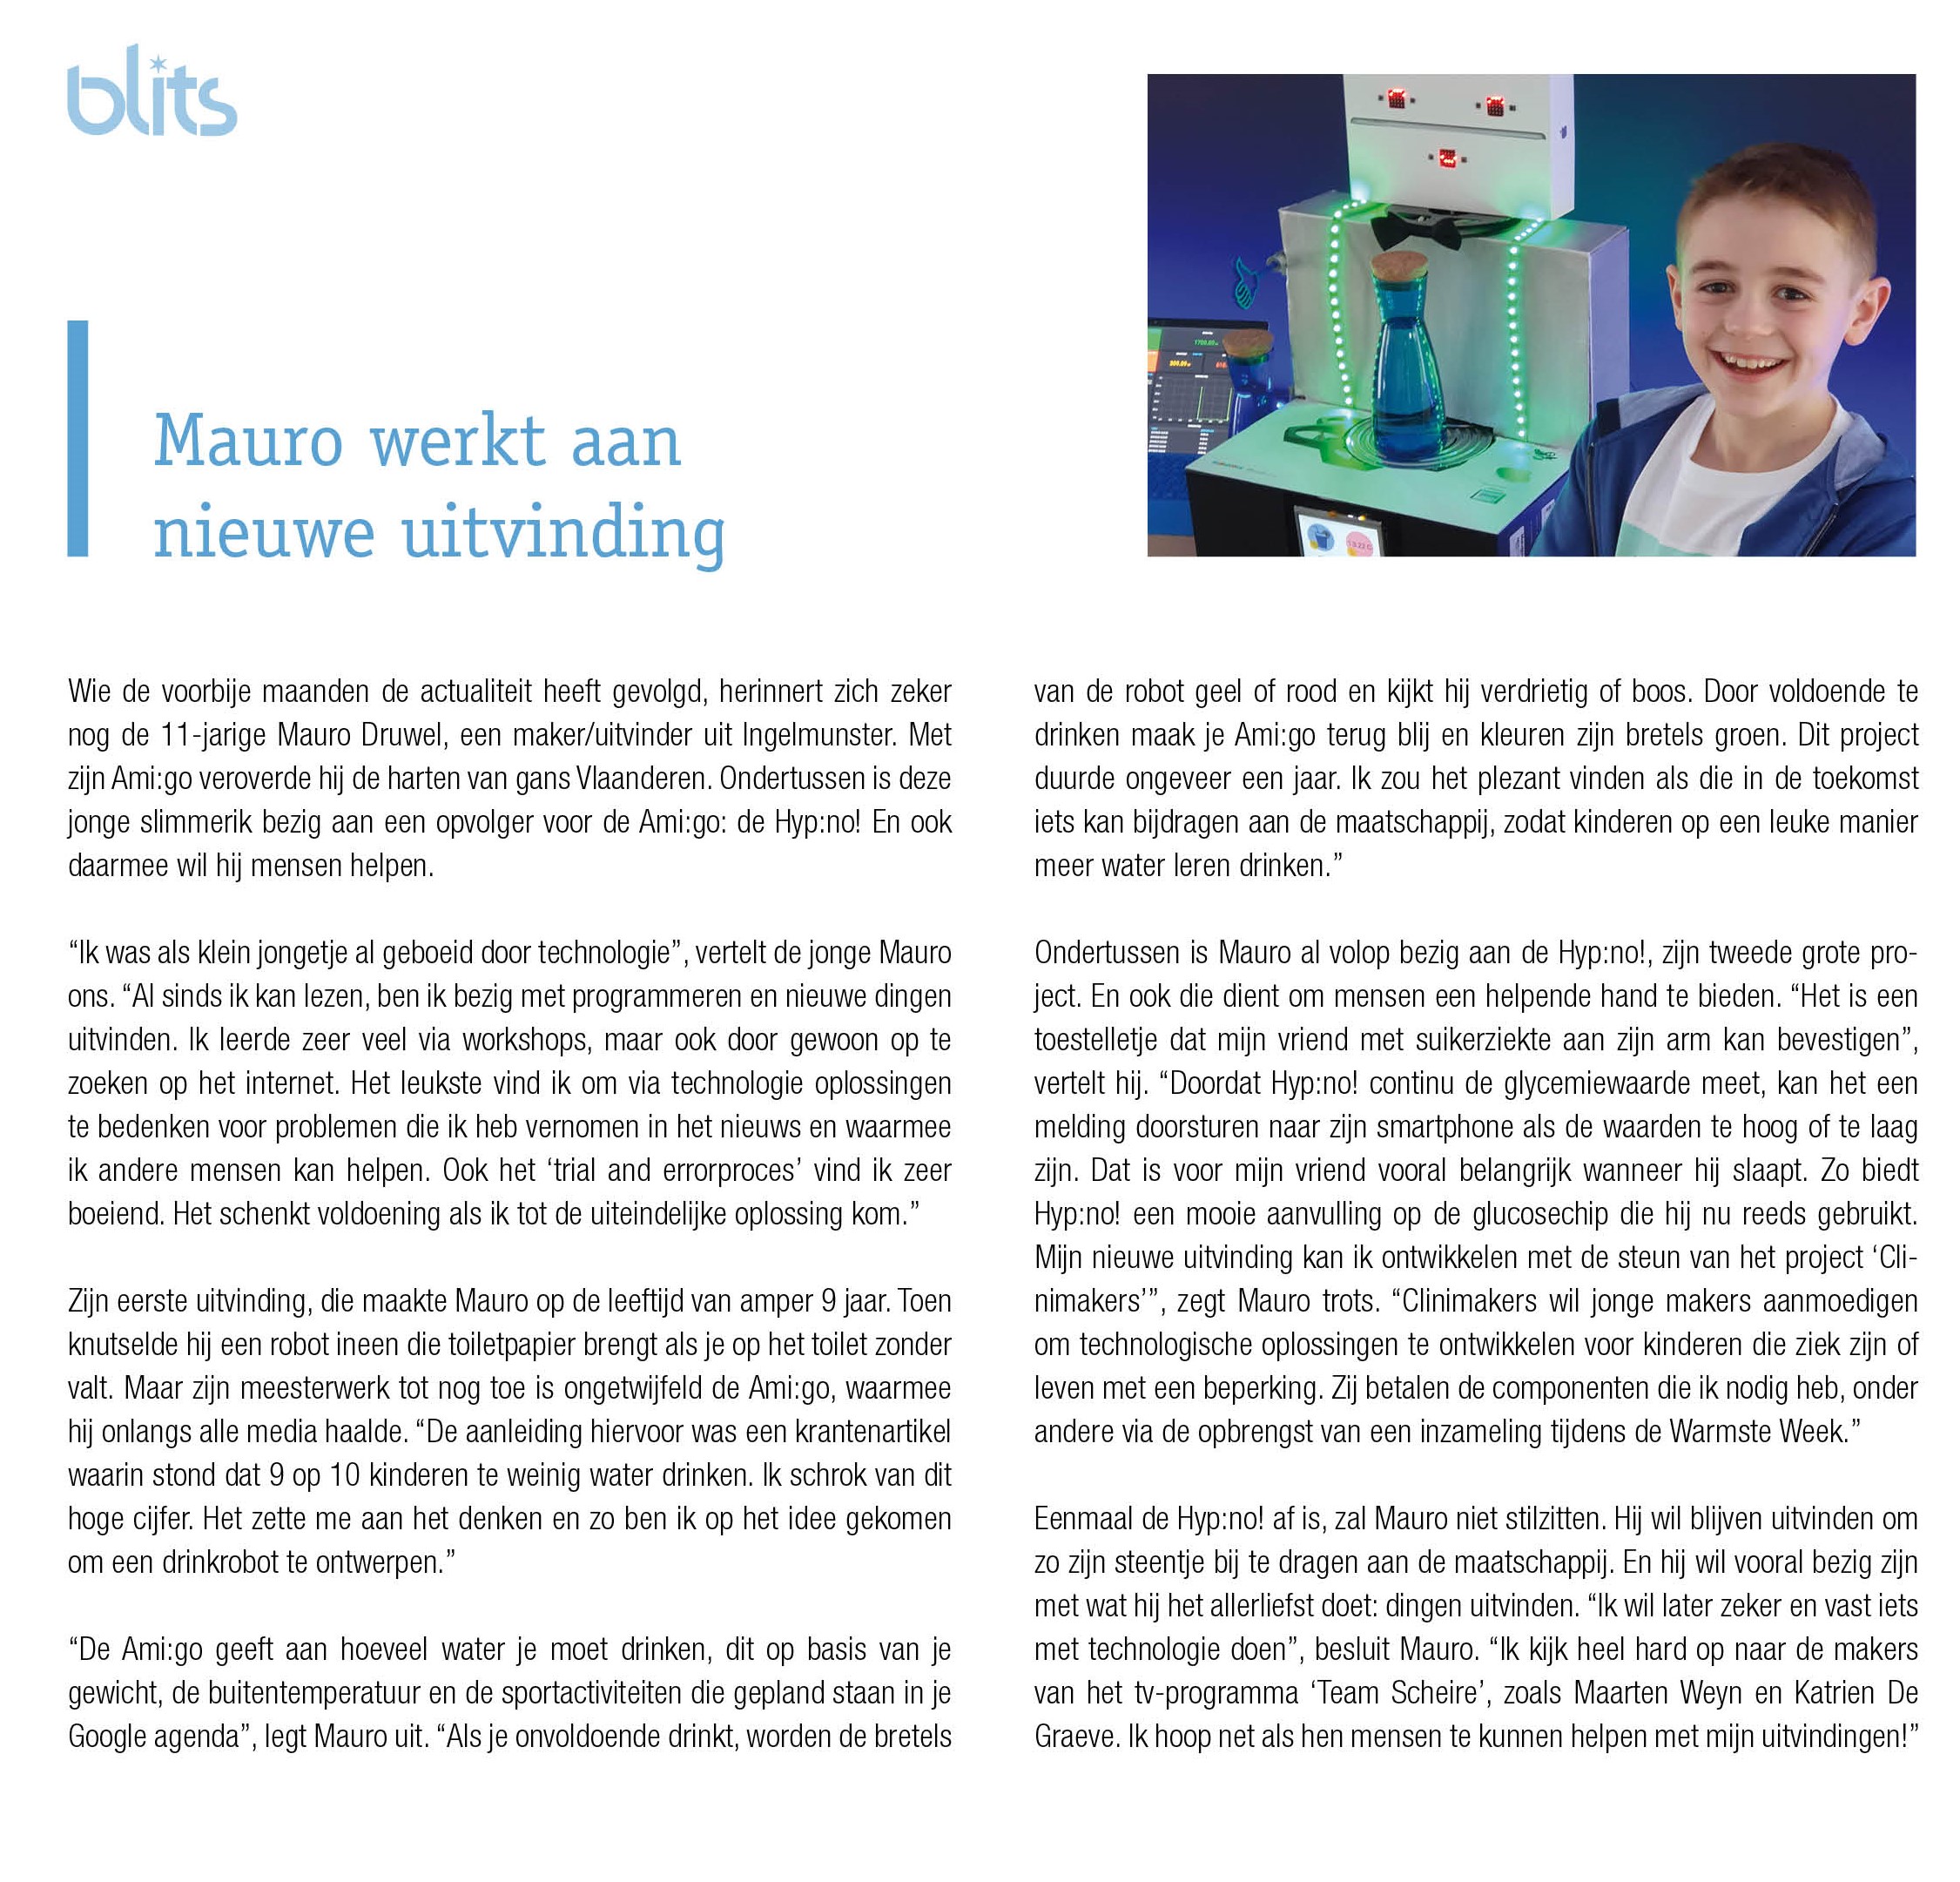 blits
Mauro werkt aan
nieuwe uitvinding
Wie de voorbije maanden de actualiteit heeft gevolgd, herinnert zich zeker
nog de 11-jarige Mauro Druwel, een maker/uitvinder uit Ingelmunster. Met
zijn Ami:go veroverde hij de harten van gans Vlaanderen. Ondertussen is deze
jonge slimmerik bezig aan een opvolger voor de Ami:go: de Hyp:no! En ook
daarmee wil hij mensen helpen.
“Ik was als klein jongetje al geboeid door technologie”, vertelt de jonge Mauro
ons. “Al sinds ik kan lezen, ben ik bezig met programmeren en nieuwe dingen
uitvinden. Ik leerde zeer veel via workshops, maar ook door gewoon op te
zoeken op het internet. Het leukste vind ik om via technologie oplossingen
te bedenken voor problemen die ik heb vernomen in het nieuws en waarmee
ik andere mensen kan helpen. Ook het ‘trial and errorproces’ vind ik zeer
boeiend. Het schenkt voldoening als ik tot de uiteindelijke oplossing kom.”
Zijn eerste uitvinding, die maakte Mauro op de leeftijd van amper 9 jaar. Toen
knutselde hij een robot ineen die toiletpapier brengt als je op het toilet zonder
valt. Maar zijn meesterwerk tot nog toe is ongetwijfeld de Ami:go, waarmee
hij onlangs alle media haalde. “De aanleiding hiervoor was een krantenartikel
waarin stond dat 9 op 10 kinderen te weinig water drinken. Ik schrok van dit
hoge cijfer. Het zette me aan het denken en zo ben ik op het idee gekomen
om een drinkrobot te ontwerpen.”
“De Ami:go geeft aan hoeveel water je moet drinken, dit op basis van je
gewicht, de buitentemperatuur en de sportactiviteiten die gepland staan in je
Google agenda”, legt Mauro uit. “Als je onvoldoende drinkt, worden de bretels
van de robot geel of rood en kijkt hij verdrietig of boos. Door voldoende te
drinken maak je Ami:go terug blij en kleuren zijn bretels groen. Dit project
duurde ongeveer een jaar. Ik zou het plezant vinden als die in de toekomst
iets kan bijdragen aan de maatschappij, zodat kinderen op een leuke manier
meer water leren drinken.”
Ondertussen is Mauro al volop bezig aan de Hyp:no!, zijn tweede grote pro-
ject. En ook die dient om mensen een helpende hand te bieden. “Het is een
toestelletje dat mijn vriend met suikerziekte aan zijn arm kan bevestigen”,
vertelt hij. “Doordat Hyp:no! continu de glycemiewaarde meet, kan het een
melding doorsturen naar zijn smartphone als de waarden te hoog of te laag
zijn. Dat is voor mijn vriend vooral belangrijk wanneer hij slaapt. Zo biedt
Hyp:no! een mooie aanvulling op de glucosechip die hij nu reeds gebruikt.
Mijn nieuwe uitvinding kan ik ontwikkelen met de steun van het project ‘Cli-
nimakers’”, zegt Mauro trots. “Clinimakers wil jonge makers aanmoedigen
om technologische oplossingen te ontwikkelen voor kinderen die ziek zijn of
leven met een beperking. Zij betalen de componenten die ik nodig heb, onder
andere via de opbrengst van een inzameling tijdens de Warmste Week.”
Eenmaal de Hyp:no! af is, zal Mauro niet stilzitten. Hij wil blijven uitvinden om
zo zijn steentje bij te dragen aan de maatschappij. En hij wil vooral bezig zijn
met wat hij het allerliefst doet: dingen uitvinden. “Ik wil later zeker en vast iets
met technologie doen”, besluit Mauro. “Ik kijk heel hard op naar de makers
van het tv-programma ‘Team Scheire’, zoals Maarten Weyn en Katrien De
Graeve. Ik hoop net als hen mensen te kunnen helpen met mijn uitvindingen!”